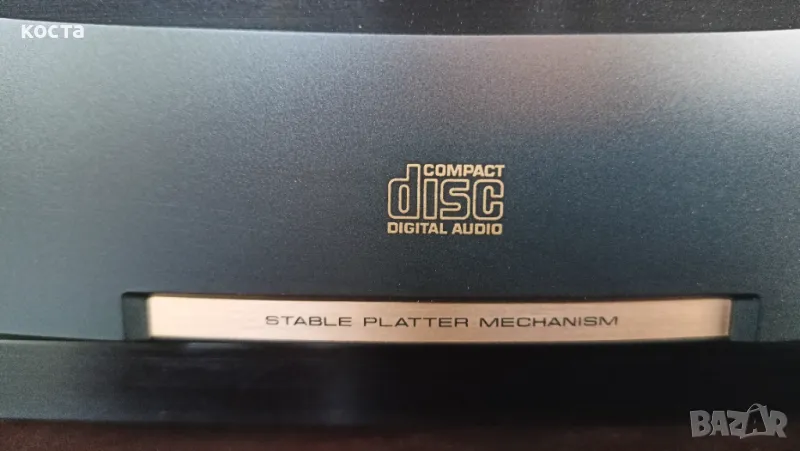 коста
COMPACT
disc
DIGITAL AUDIO
STABLE PLATTER MECHANISM
BAZAR